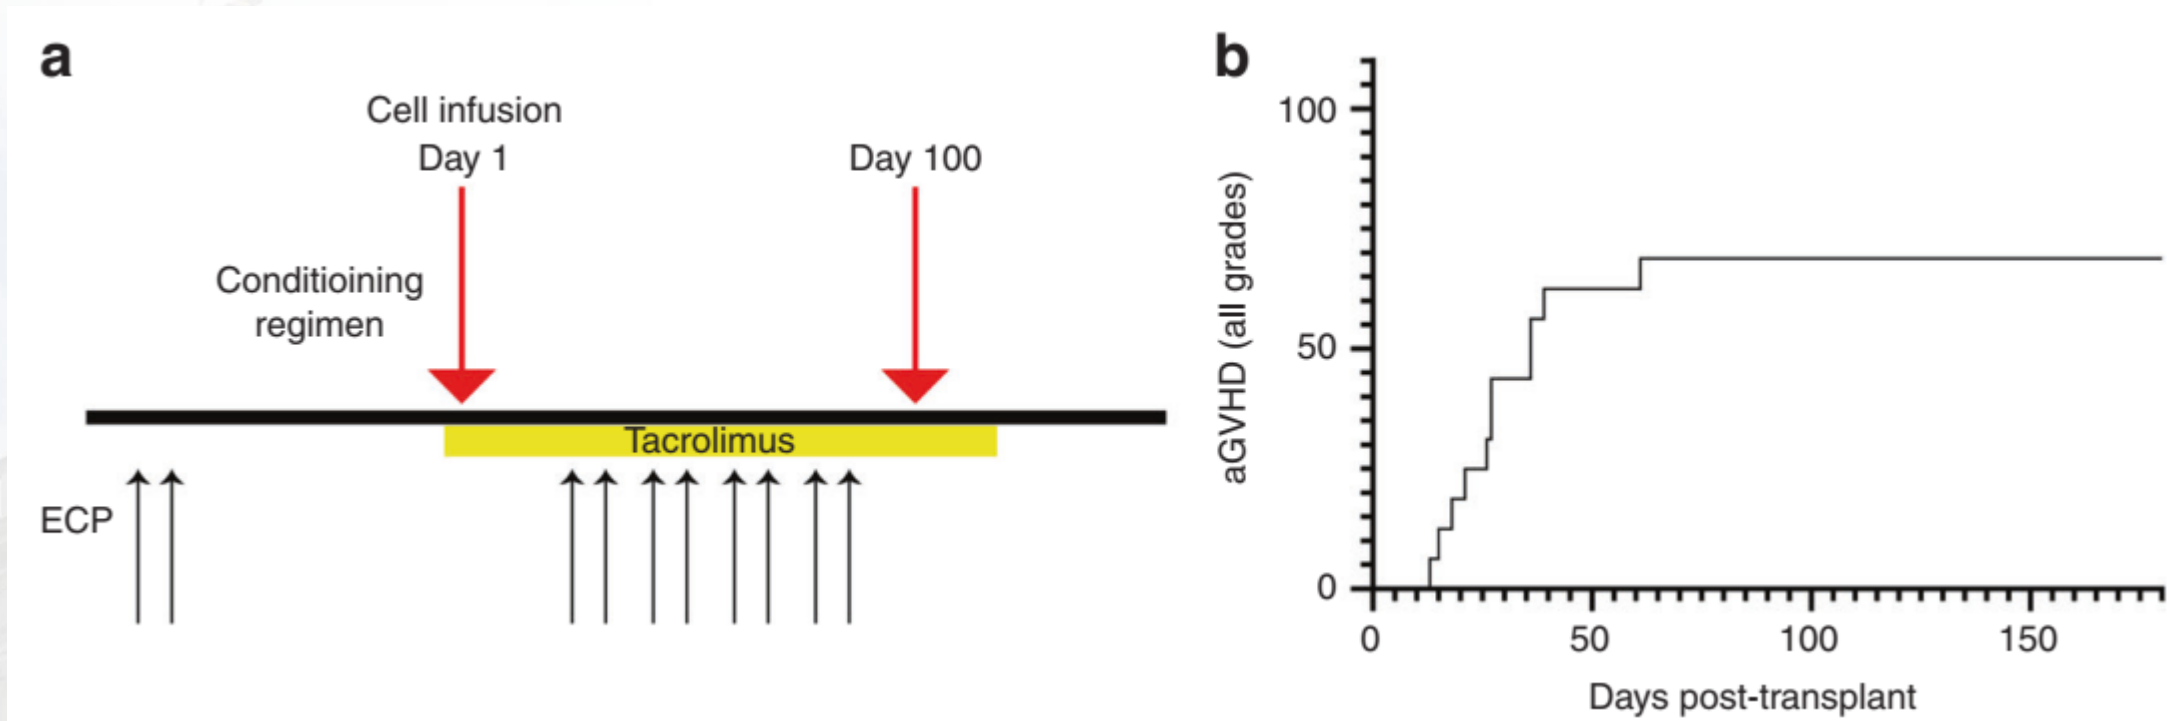 a
Cell infusion
Day 1
Day 100
Conditioining
regimen
Tacrolimus
ECP
b
aGVHD (all grades)
100
50
0
0
50
100
150
Days post-transplant